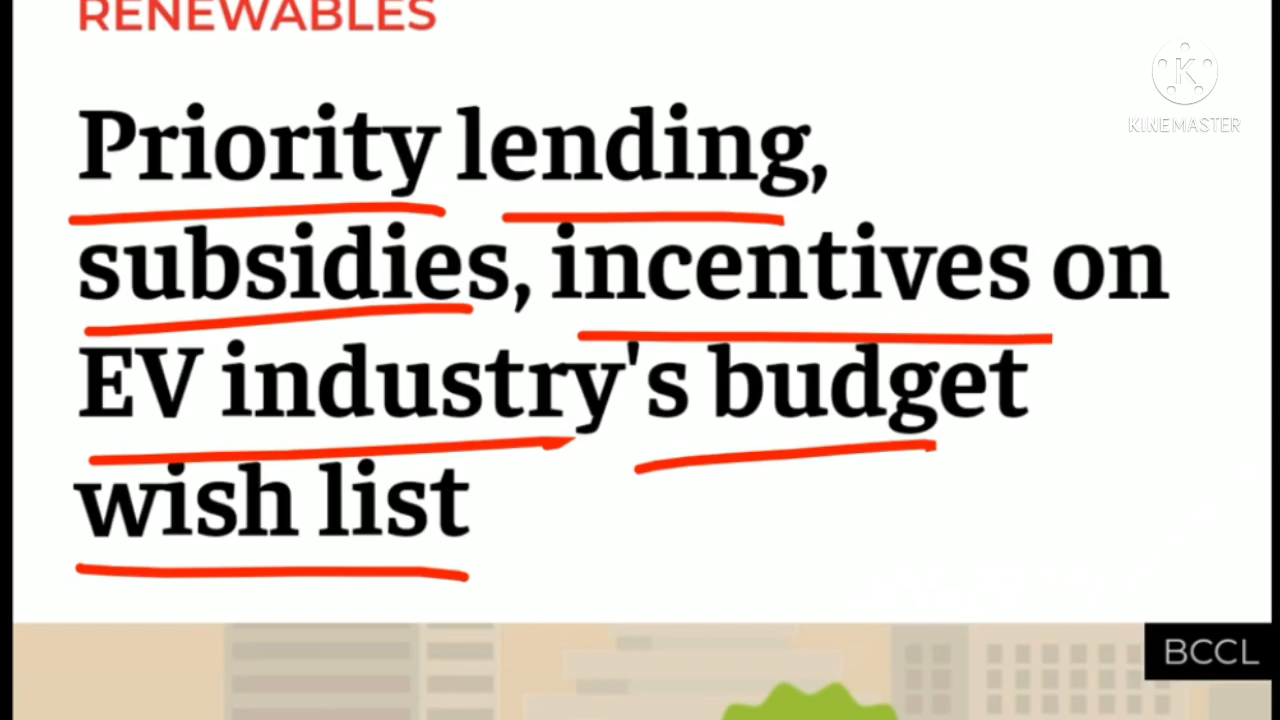 RENEWABLES
KINEMASTER
Priority lending,
subsidies, incentives on
EV industry's budget
wish list
BCCL